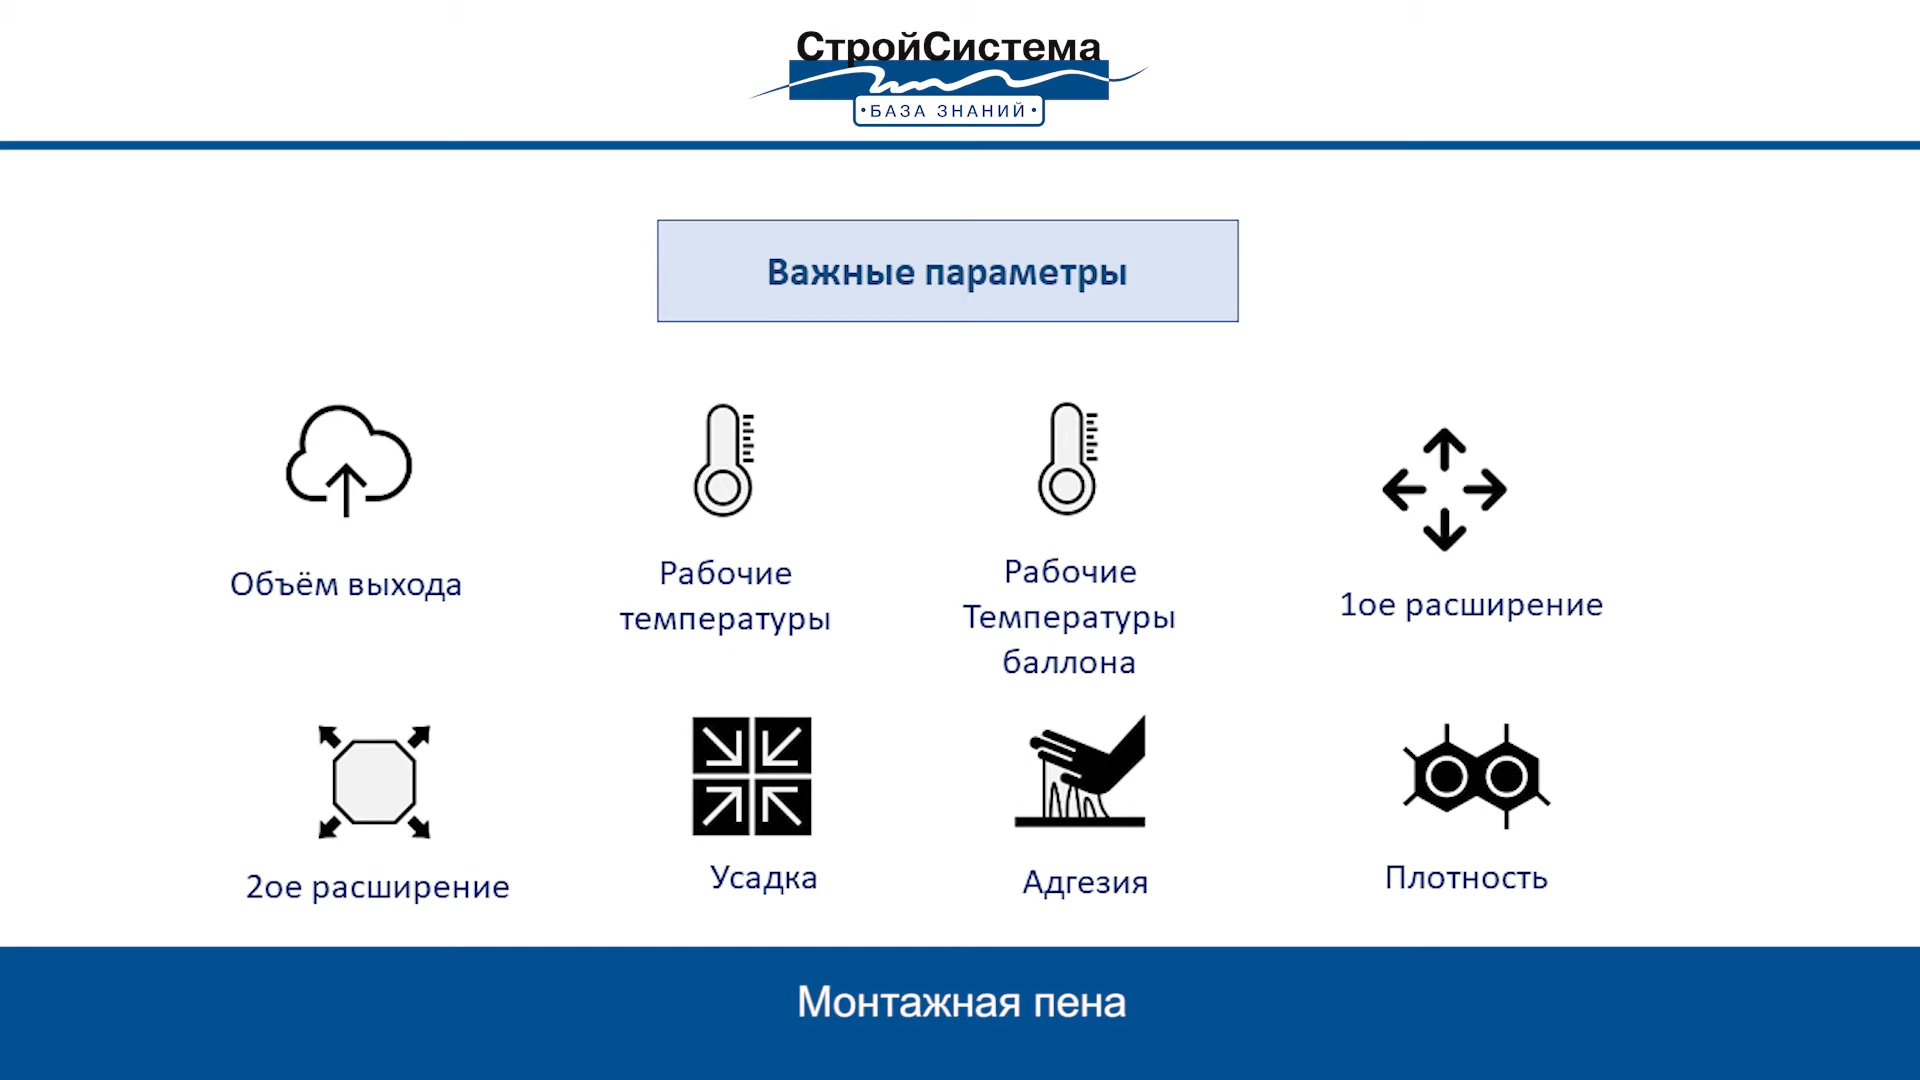 СтройСистема
•БАЗА ЗНАНИЙ•
Важные параметры
Объём выхода
Рабочие
температуры
Рабочие
Температуры
баллона
1ое расширение
2ое расширение
Усадка
Адгезия
Плотность
Монтажная пена